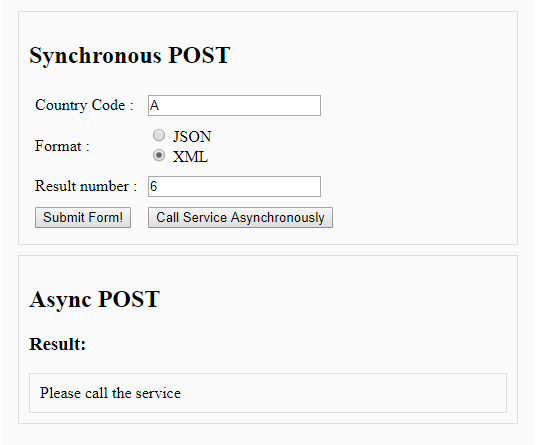 Synchronous POST
Country Code : A
Format :
JSON
XML
Result number : 6
Submit Form! Call Service Asynchronously
Async POST
Result:
Please call the service